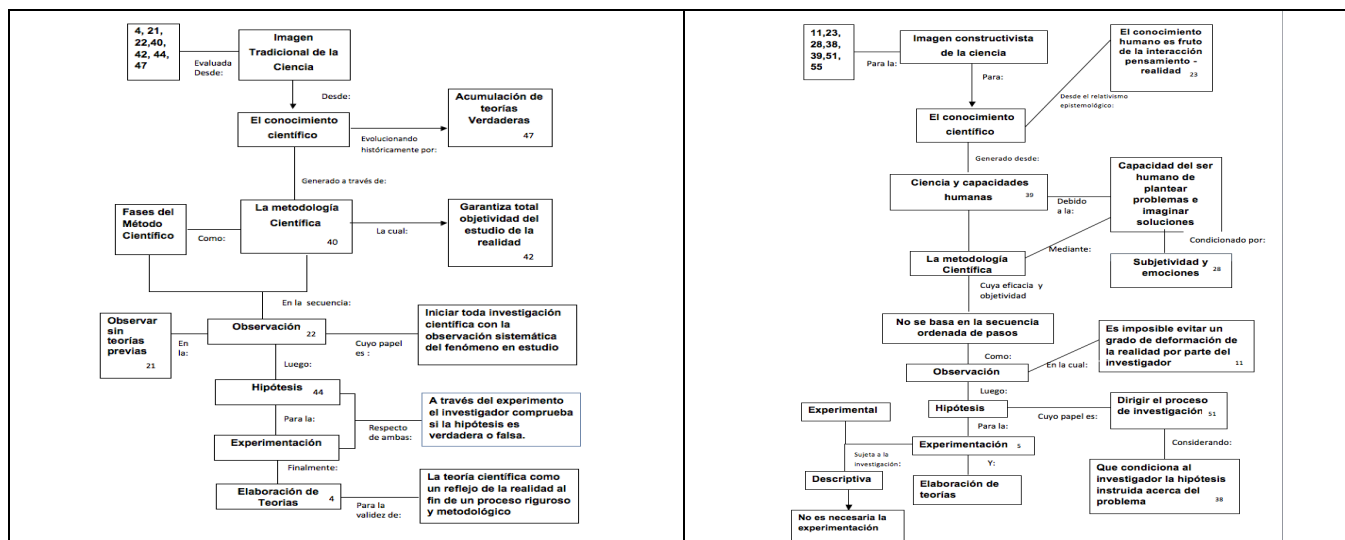 4, 21,
22,40,
42, 44,
47
Evaluada
Desde:
Imagen
Tradicional de la
Ciencia
Desde:
El conocimiento
científico
Evolucionando
históricamente por:
Acumulación de
teorías
Verdaderas
47
Generado a través de:
Fases del
Método
Científico
Como:
La metodología
Científica
40
La cual:
Garantiza total
objetividad del
estudio de la
realidad
42
En la secuencia:
Observar
sin
teorías
previas
21
En
la:
Observación
22
Cuyo papel
es :
Iniciar toda investigación
científica con la
observación sistemática
del fenómeno en estudio
Luego:
Hipótesis
44
Para la:
Respecto
de ambas:
A través del experimento
el investigador comprueba
si la hipótesis es
verdadera o falsa.
Experimentación
Finalmente:
Elaboración de
Teorias
4
Para la
validez de:
La teoría científica como
un reflejo de la realidad al
fin de un proceso riguroso
y metodológico
11,23,
28,38,
39,51,
55
Para la:
Imagen constructivista
de la ciencia
Para:
El conocimiento
humano es fruto
de la interacción
pensamiento -
realidad
23
Desde el relativismo
epistemológico:
El conocimiento
científico
Generado desde:
Ciencia y capacidades
humanas
39
Debido
a la:
Capacidad del ser
humano de
plantear
problemas e
imaginar
soluciones
Mediante:
Condicionado por:
Subjetividad y
emociones
28
La metodología
Científica
Cuya eficacia y
objetividad
No se basa en la secuencia
ordenada de pasos
Como:
Observación
En la cual:
Es imposible evitar un
grado de deformación de
la realidad por parte del
investigador
11
Luego:
Hipótesis
Cuyo papel es:
Dirigir el proceso
de investigación
51
Para la:
Considerando:
Que condiciona al
investigador la hipótesis
instruida acerca del
problema
38
Experimental
Experimentación
5
Sujeta a la
investigación:
Y:
Descriptiva
Elaboración de
teorías
No es necesaria la
experimentación